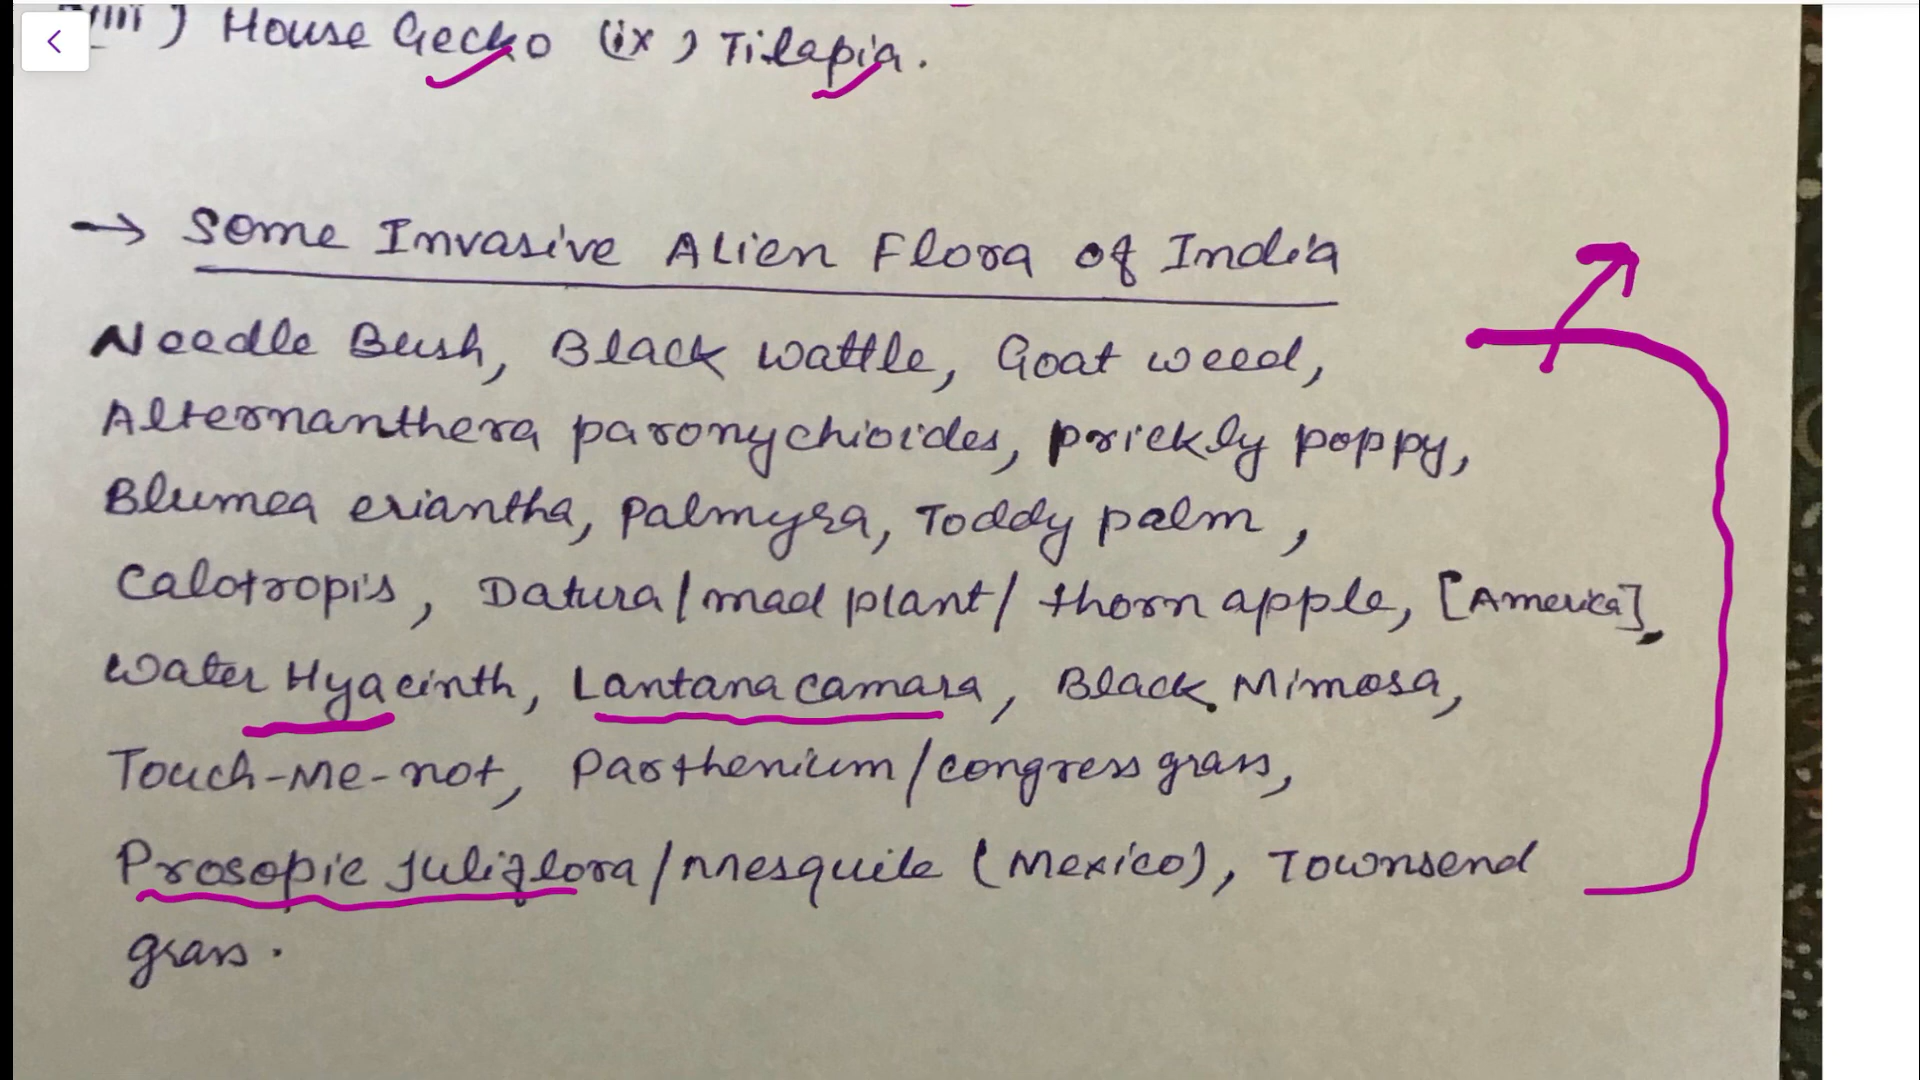 viii) House Gecko (ix) Tilapia.
→ Some Invasive Alien Flora of India
Needle Bush, Black wattle, Goat weed,
Alternanthera paronychioides, prickly poppy,
Blumea eriantha, Palmyra, Toddy palm,
Calotropis, Datura/mad plant/ thorn apple, [America],
Water Hyacinth, Lantana camara, Black Mimosa,
Touch-Me-not, Parthenium/congress grass,
Prosopie Juliflora/Mesquite (Mexico), Townsend
grass.